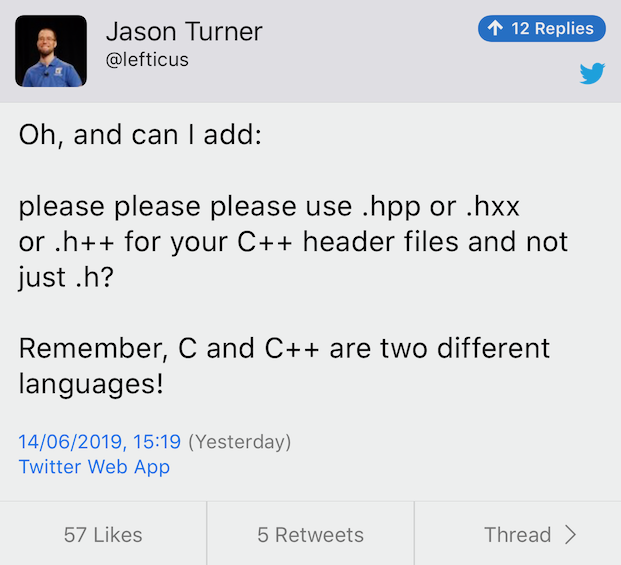 Jason Turner
@lefticus
12 Replies
Oh, and can I add:
please please please use .hpp or .hxx
or .h++ for your C++ header files and not
just .h?
Remember, C and C++ are two different
languages!
14/06/2019, 15:19 (Yesterday)
Twitter Web App
57 Likes
5 Retweets
Thread